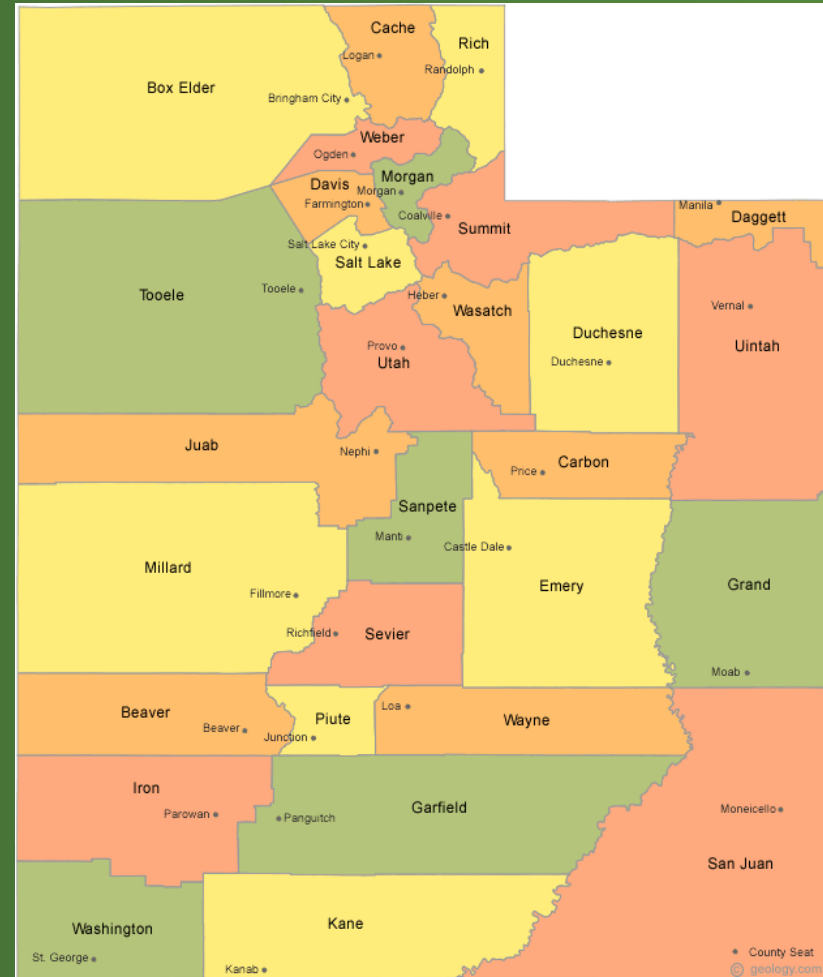 Cache
Rich
Logan
Randolph
Box Elder
Bringham City
Weber
Ogden
Morgan
Davis
Morgan
Farmington
Manila
Coalville
Daggett
Summit
Salt Lake City
Salt Lake
Tooele
Tooele
Heber
Wasatch
Vernal
Duchesne
Uintah
Provo
Utah
Duchesne
Juab
Nephi
Carbon
Price
Sanpete
Manti
Castle Dale
Millard
Emery
Grand
Fillmore
Richfield
Sevier
Moab
Beaver
Loa
Piute
Wayne
Beaver
Junction
Iron
Garfield
Parowan
Panguitch
Moneicello
San Juan
Kane
Washington
St. George
Kanab
County Seat
© geology.com